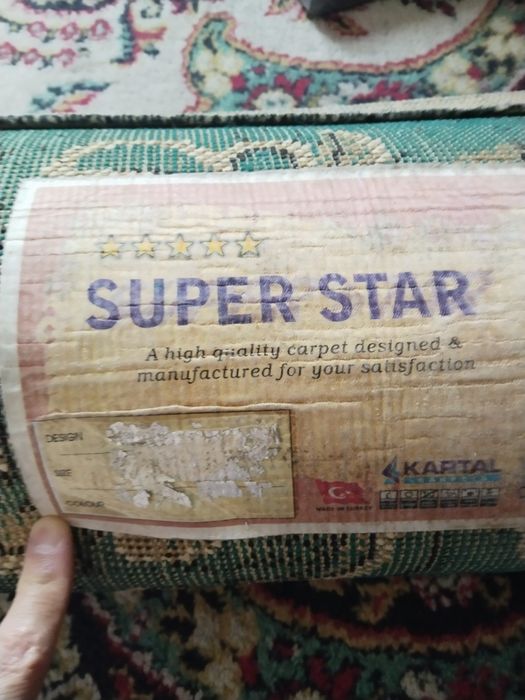 SUPER STAR
A high quality carpet designed &
manufactured for your satisfaction
DESIGN
SIZE
COLOUR
MADE IN TURKEY
KARTAL